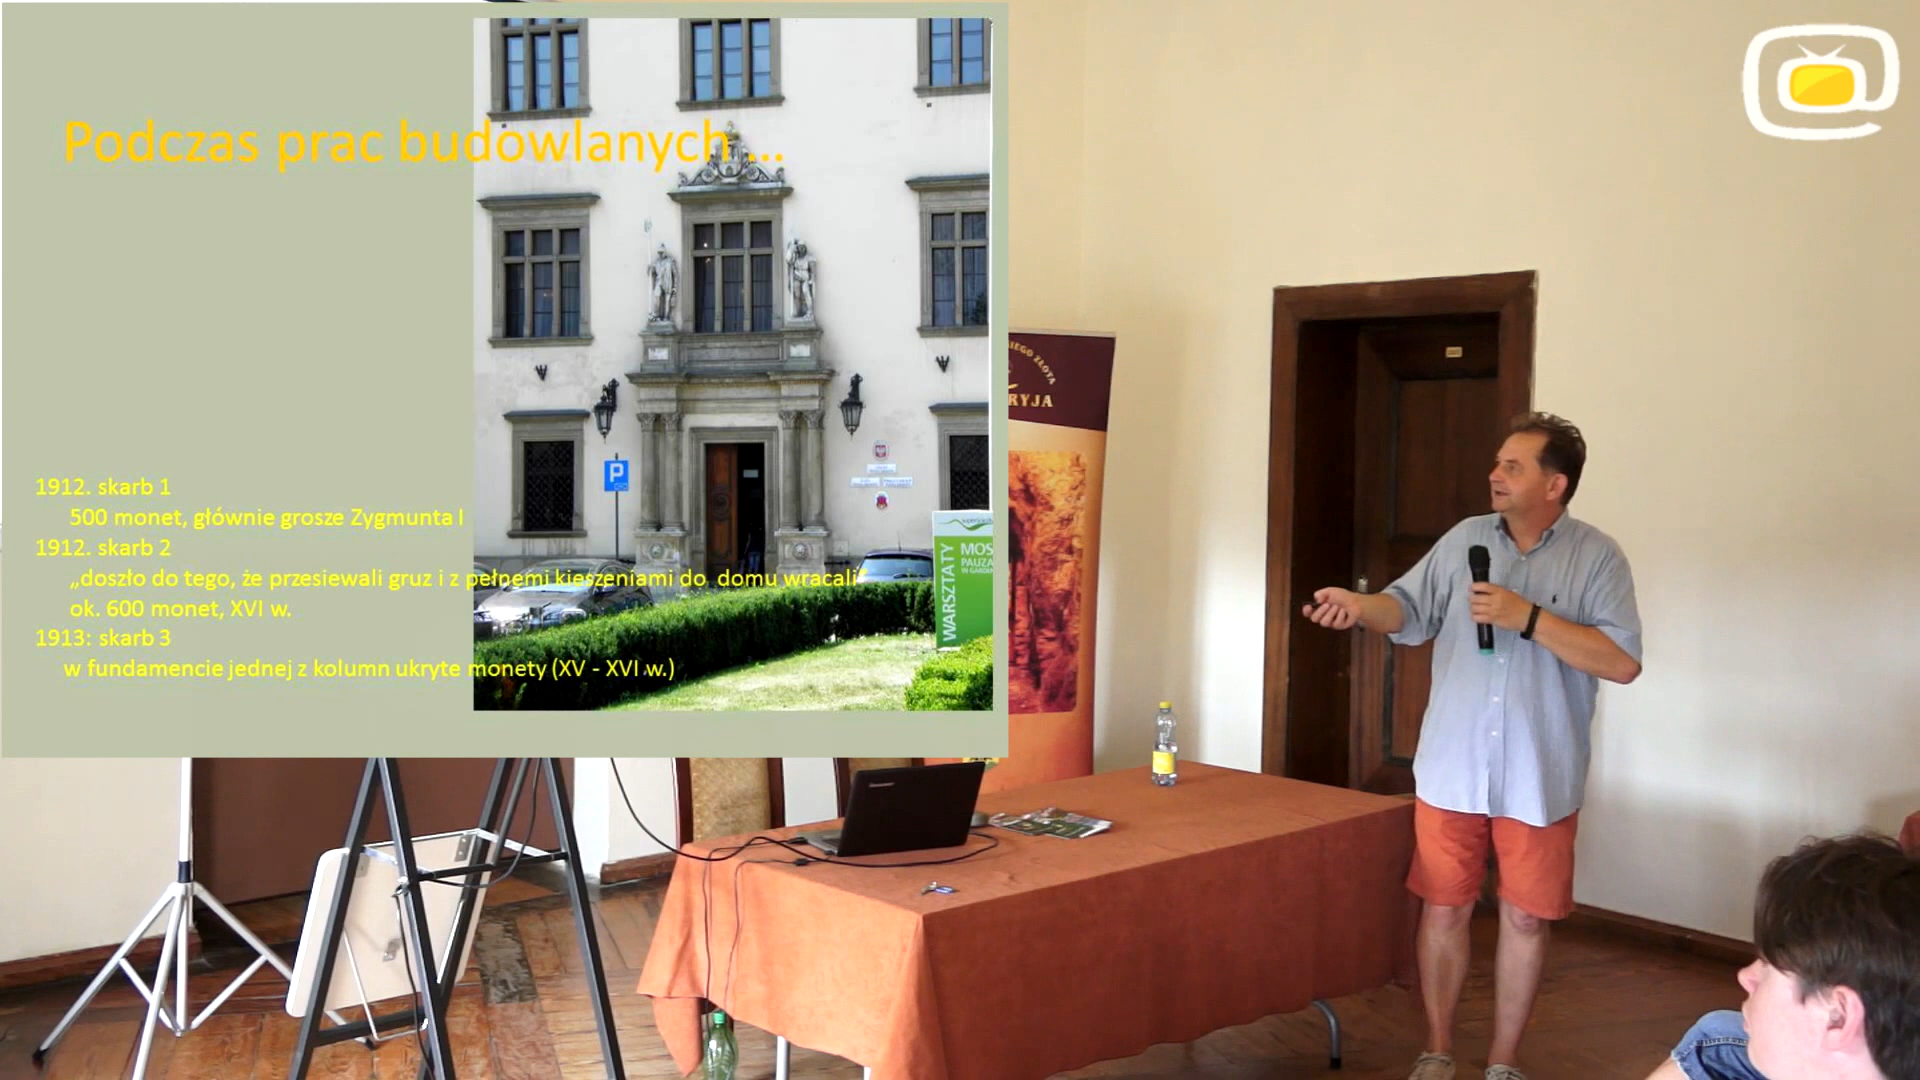 Podczas prac budowlanych ...
1912. skarb 1
500 monet, głównie grosze Zygmunta I
1912. skarb 2
„doszło do tego, że przesiewali gruz i z pełnemi kieszeniami do domu wracali”
ok. 600 monet, XVI w.
1913: skarb 3
w fundamencie jednej z kolumn ukryte monety (XV - XVI w.)
P
WARSZTATY
MOS
PAUZA
IEGO ZŁOTA
RYJA